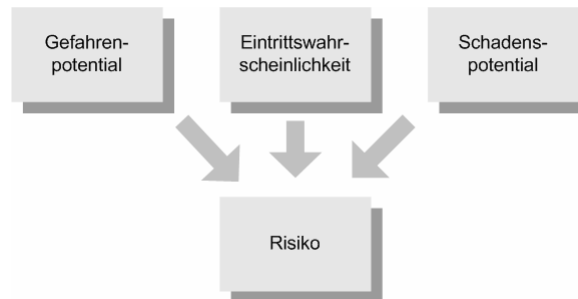 Gefahren-
potential
Eintrittswahr-
scheinlichkeit
Schadens-
potential
Risiko